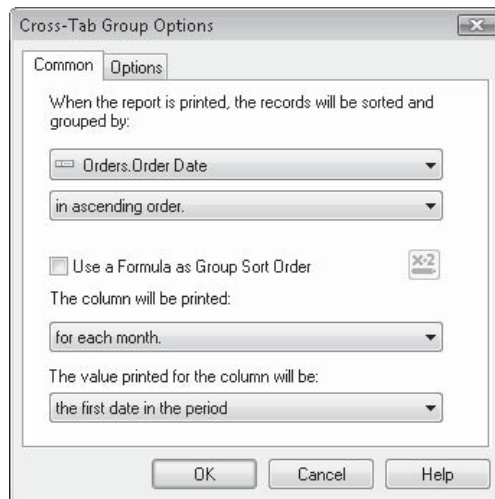 Cross-Tab Group Options
Common Options
When the report is printed, the records will be sorted and
grouped by:
Orders.Order Date
in ascending order.
Use a Formula as Group Sort Order
X·2
The column will be printed:
for each month.
The value printed for the column will be:
the first date in the period
OK Cancel Help